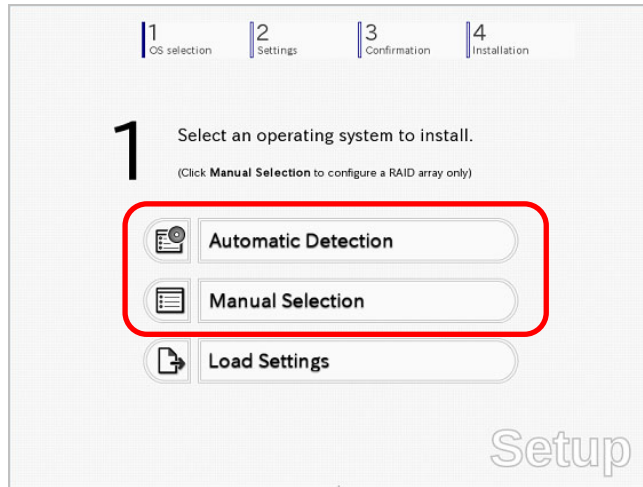 1 2 3 4
OS selection Settings Confirmation Installation
1
Select an operating system to install.
(Click Manual Selection to configure a RAID array only)
Automatic Detection
Manual Selection
Load Settings
Setup